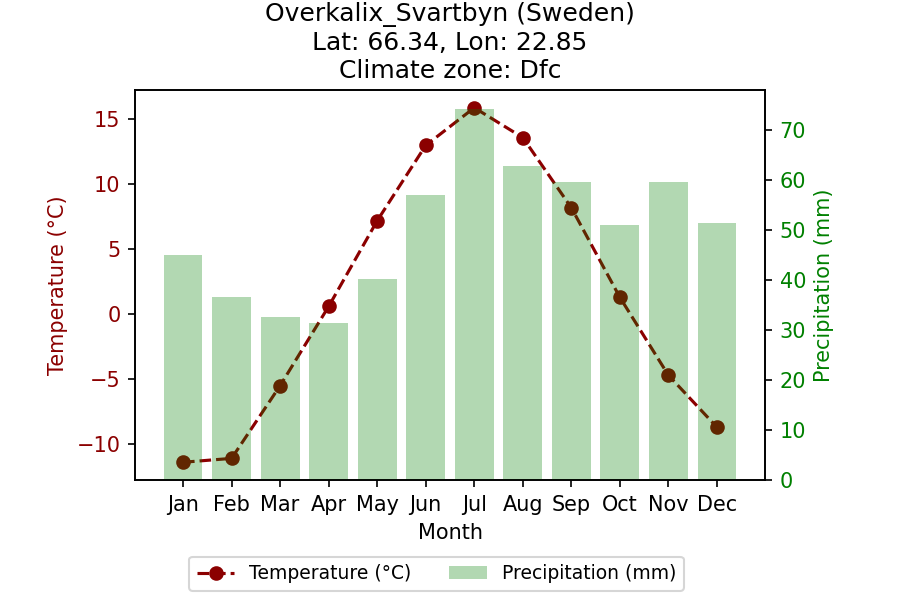 Overkalix_Svartbyn (Sweden)
Lat: 66.34, Lon: 22.85
Climate zone: Dfc
Temperature (°C)
15
10
5
0
−5
−10
70
60
50
40
30
20
10
0
Precipitation (mm)
Jan Feb Mar Apr May Jun Jul Aug Sep Oct Nov Dec
Month
Temperature (°C) Precipitation (mm)